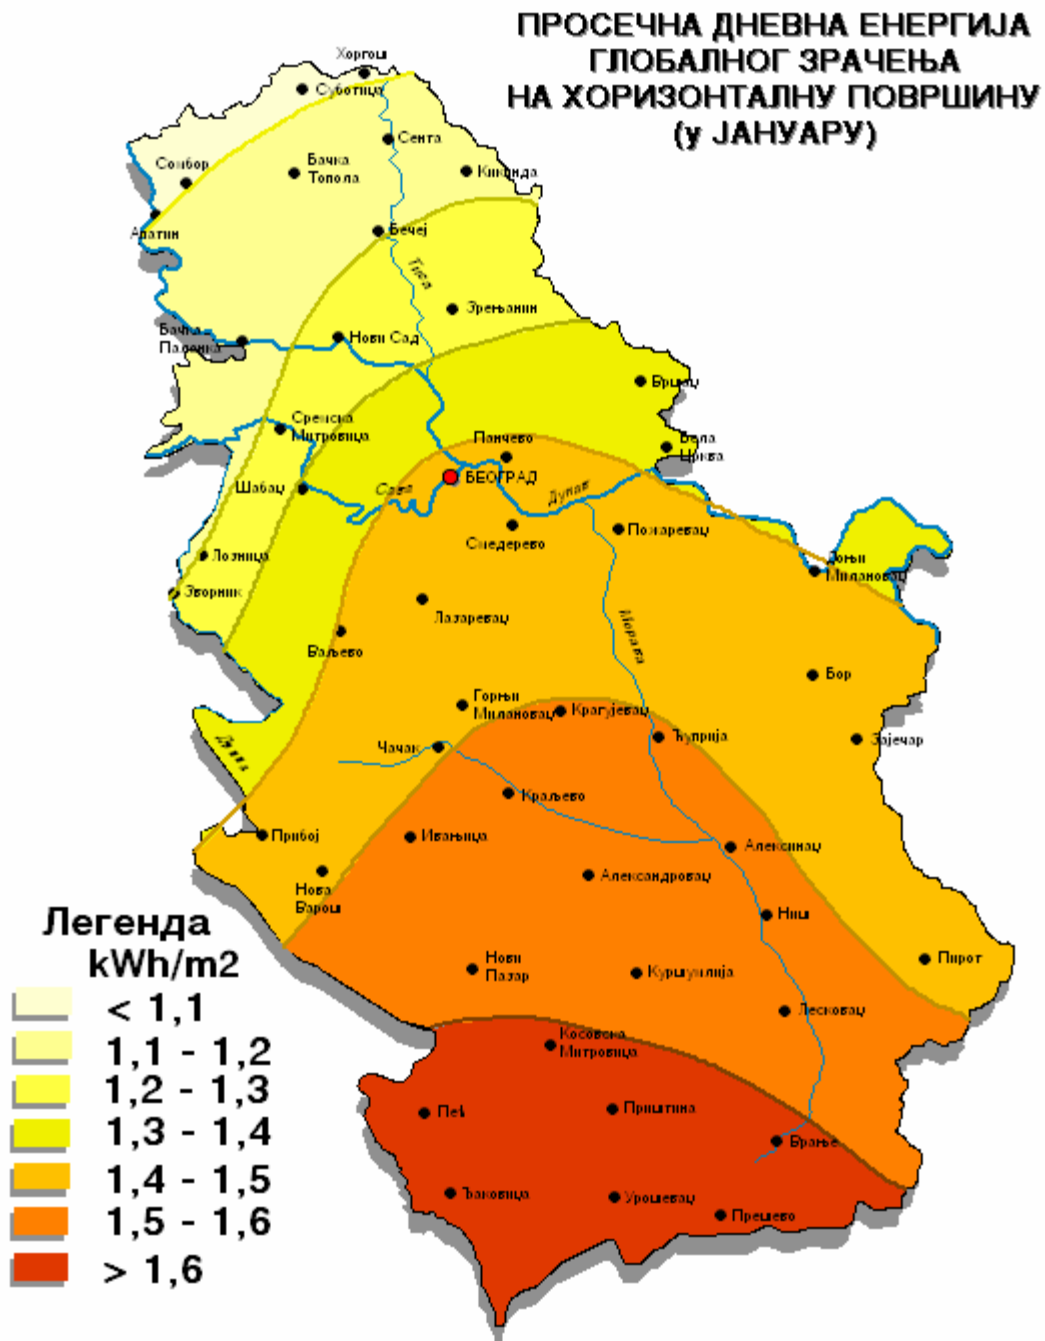 ПРОСЕЧНА ДНЕВНА ЕНЕРГИЈА
ГЛОБАЛНОГ ЗРАЧЕЊА
НА ХОРИЗОНТАЛНУ ПОВРШИНУ
(у ЈАНУАРУ)
Хоргош
Суботица
Сента
Сомбор
Бачка
Топола
Кикинда
Апатин
Бечеј
Тиса
Зрењанин
Бачка
Паланка
Нови Сад
Вршац
Сремска
Митровица
Панчево
Бела
Црква
Шабац
Сава
БЕОГРАД
Дунав
Смедерево
Пожаревац
Лозница
Доњи
Милановац
Зворник
Лазаревац
Морава
Ваљево
Бор
Горњи
Милановац
Крагујевац
Дрина
Чачак
Ћуприја
Зајечар
Краљево
Прибој
Ивањица
Алексинац
Нова
Варош
Александровац
Ниш
Нови
Пазар
Куршумлија
Пирот
Лесковац
Косовска
Митровица
Пећ
Приштина
Врање
Ђаковица
Урошевац
Прешево
Легенда
kWh/m2
< 1,1
1,1 - 1,2
1,2 - 1,3
1,3 - 1,4
1,4 - 1,5
1,5 - 1,6
> 1,6